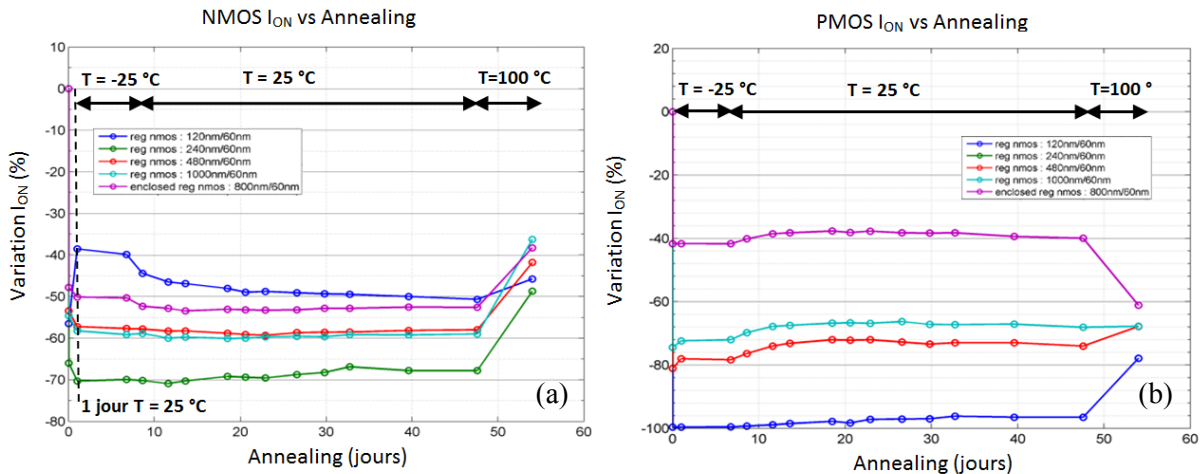 NMOS ION vs Annealing
10
0
-10
-20
-30
-40
-50
-60
-70
-80
Variation ION (%)
T = -25 °C
T = 25 °C
T=100 °C
reg nmos : 120nm/60nm
reg nmos : 240nm/60nm
reg nmos : 480nm/60nm
reg nmos : 1000nm/60nm
enclosed reg nmos : 800nm/60nm
1 jour T = 25 °C
(a)
0 10 20 30 40 50 60
Annealing (jours)
PMOS ION vs Annealing
20
0
-20
-40
-60
-80
-100
Variation ION (%)
T = -25 °C
T = 25 °C
T=100 °
reg nmos : 120nm/60nm
reg nmos : 240nm/60nm
reg nmos : 480nm/60nm
reg nmos : 1000nm/60nm
enclosed reg nmos : 800nm/60nm
(b)
0 10 20 30 40 50 60
Annealing (jours)